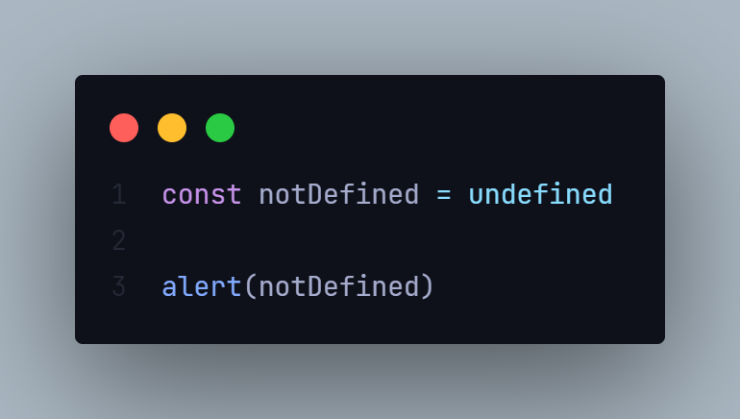 1 const notDefined = undefined
2
3 alert(notDefined)